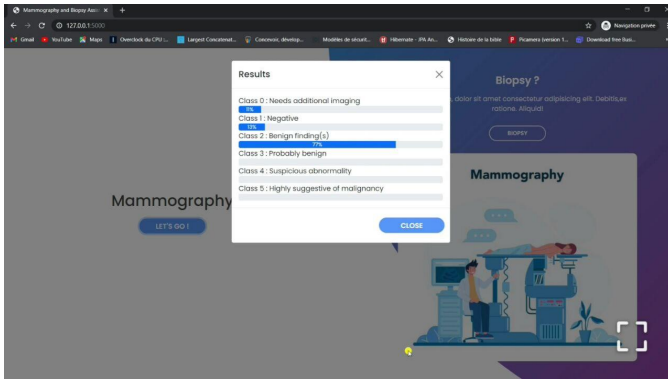 Mammography and Biopsy Assis
127.0.0.1:5000
Navigation privée
Gmail
YouTube
Maps
Overclock du CPU :...
Largest Concatenat...
Concevoir, dévelop...
Modèles de sécurit...
Hibernate - JPA An...
Histoire de la bible
Picamera (version 1...
Download free Busi...
Results
Class 0 : Needs additional imaging
11%
Class 1 : Negative
13%
Class 2 : Benign finding(s)
77%
Class 3 : Probably benign
Class 4 : Suspicious abnormality
Class 5 : Highly suggestive of malignancy
CLOSE
Mammography
LET'S GO !
Biopsy ?
dolor sit amet consectetur adipisicing elit. Debitis,ex
ratione. Aliquid!
BIOPSY
Mammography